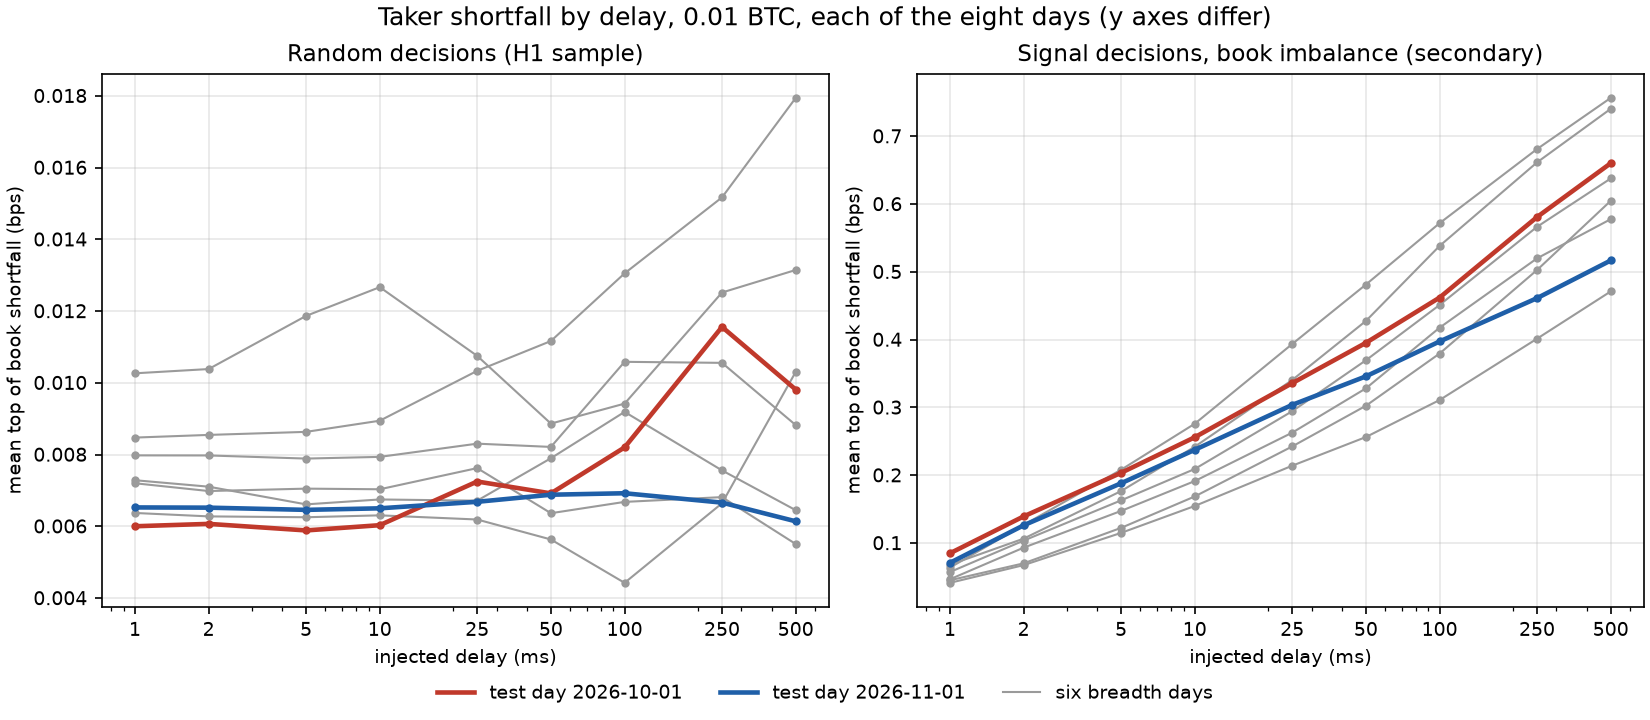 Taker shortfall by delay, 0.01 BTC, each of the eight days (y axes differ)
Random decisions (H1 sample)
mean top of book shortfall (bps)
0.018
0.016
0.014
0.012
0.010
0.008
0.006
0.004
1 2 5 10 25 50 100 250 500
injected delay (ms)
Signal decisions, book imbalance (secondary)
mean top of book shortfall (bps)
0.7
0.6
0.5
0.4
0.3
0.2
0.1
1 2 5 10 25 50 100 250 500
injected delay (ms)
test day 2026-10-01 test day 2026-11-01 six breadth days